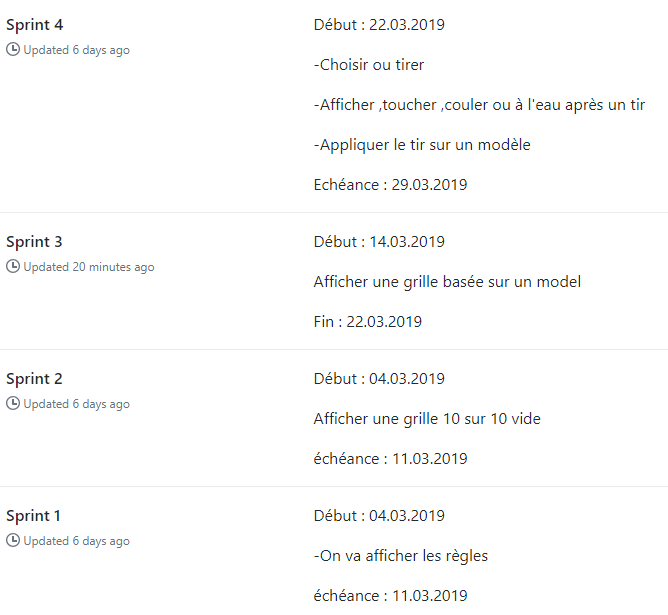 Sprint 4
Updated 6 days ago
Début : 22.03.2019
-Choisir ou tirer
-Afficher ,toucher ,couler ou à l'eau après un tir
-Appliquer le tir sur un modèle
Echéance : 29.03.2019
Sprint 3
Updated 20 minutes ago
Début : 14.03.2019
Afficher une grille basée sur un model
Fin : 22.03.2019
Sprint 2
Updated 6 days ago
Début : 04.03.2019
Afficher une grille 10 sur 10 vide
échéance : 11.03.2019
Sprint 1
Updated 6 days ago
Début : 04.03.2019
-On va afficher les règles
échéance : 11.03.2019